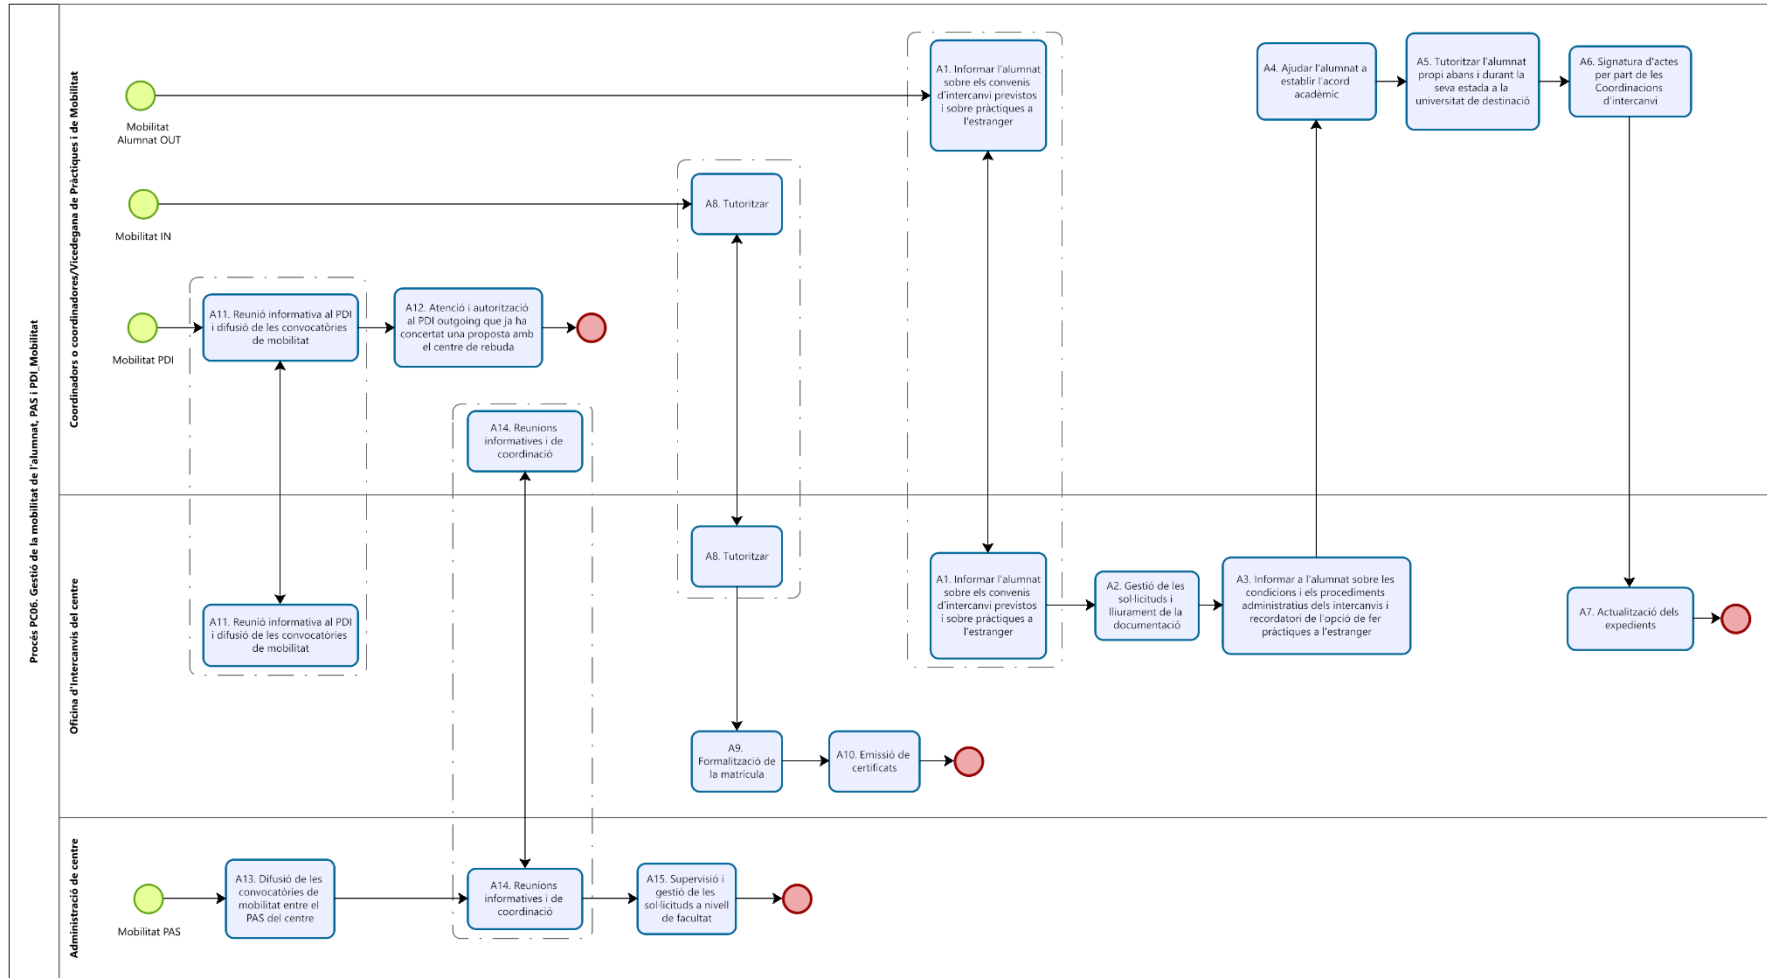 Procés PC06. Gestió de la mobilitat de l'alumnat, PAS i PDI_Mobilitat
Coordinadors o coordinadores/Vicedegana de Pràctiques i de Mobilitat
Mobilitat
Alumnat OUT
A1. Informar l'alumnat
sobre els convenis
d'intercanvi previstos
i sobre pràctiques a
l'estranger
A4. Ajudar l'alumnat a
establir l'acord
acadèmic
A5. Tutoritzar l'alumnat
propi abans i durant la
seva estada a la
universitat de destinació
A6. Signatura d'actes
per part de les
Coordinacions
d'intercanvi
Mobilitat IN
A8. Tutoritzar
Mobilitat PDI
A11. Reunió informativa al PDI
i difusió de les convocatòries
de mobilitat
A12. Atenció i autorització
al PDI outgoing que ja ha
concertat una proposta amb
el centre de rebuda
A14. Reunions
informatives i de
coordinació
Oficina d'Intercanvis del centre
A11. Reunió informativa al PDI
i difusió de les convocatòries
de mobilitat
A8. Tutoritzar
A1. Informar l'alumnat
sobre els convenis
d'intercanvi previstos
i sobre pràctiques a
l'estranger
A2. Gestió de les
sol·licituds i
lliurament de la
documentació
A3. Informar a l'alumnat sobre les
condicions i els procediments
administratius dels intercanvis i
recordatori de l'opció de fer
pràctiques a l'estranger
A7. Actualització dels
expedients
A9.
Formalització de
la matricula
A10. Emissió de
certificats
Administració de centre
Mobilitat PAS
A13. Difusió de les
convocatòries de
mobilitat entre el
PAS del centre
A14. Reunions
informatives i de
coordinació
A15. Supervisió i
gestió de les
sol·licituds a nivell
de facultat